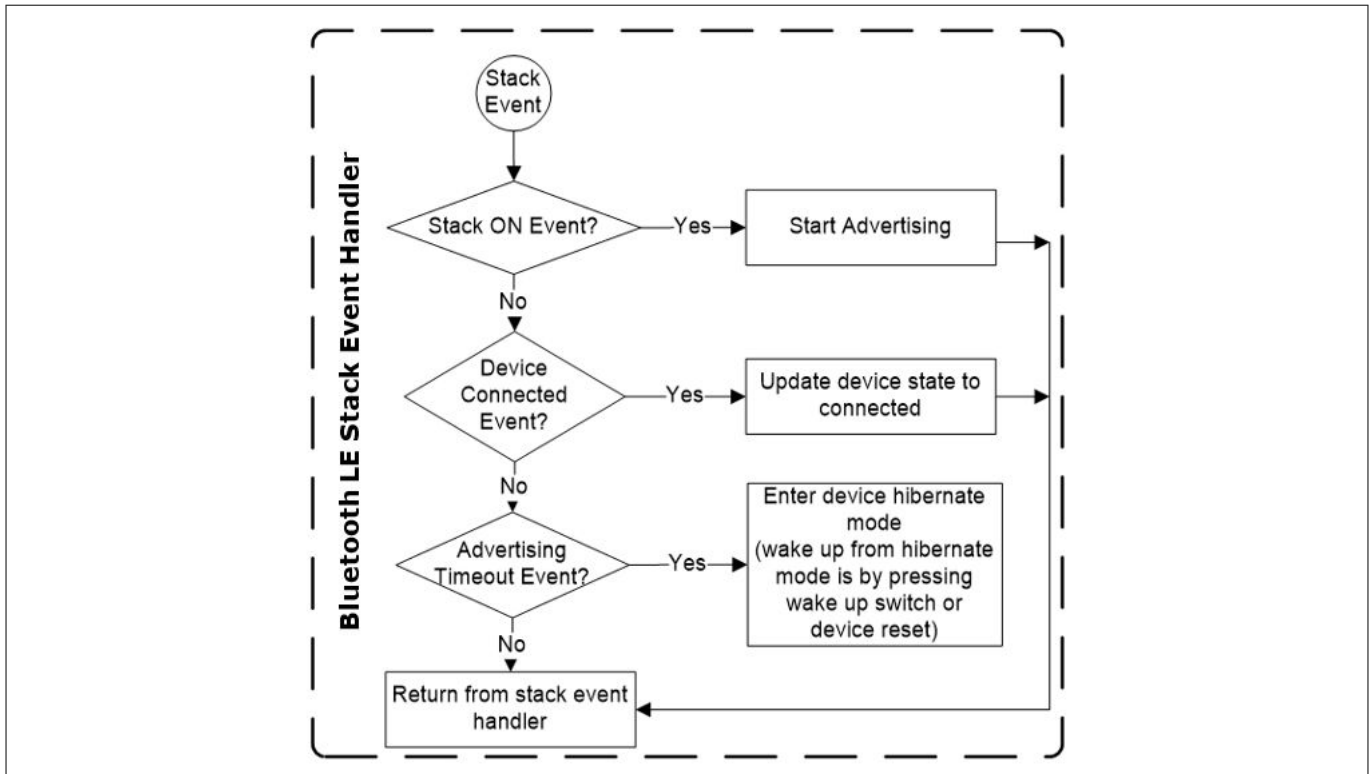 Bluetooth LE Stack Event Handler
Stack
Event
Stack ON Event?
Yes
Start Advertising
No
Device
Connected
Event?
Yes
Update device state to
connected
No
Advertising
Timeout Event?
Yes
Enter device hibernate
mode
(wake up from hibernate
mode is by pressing
wake up switch or
device reset)
No
Return from stack event
handler